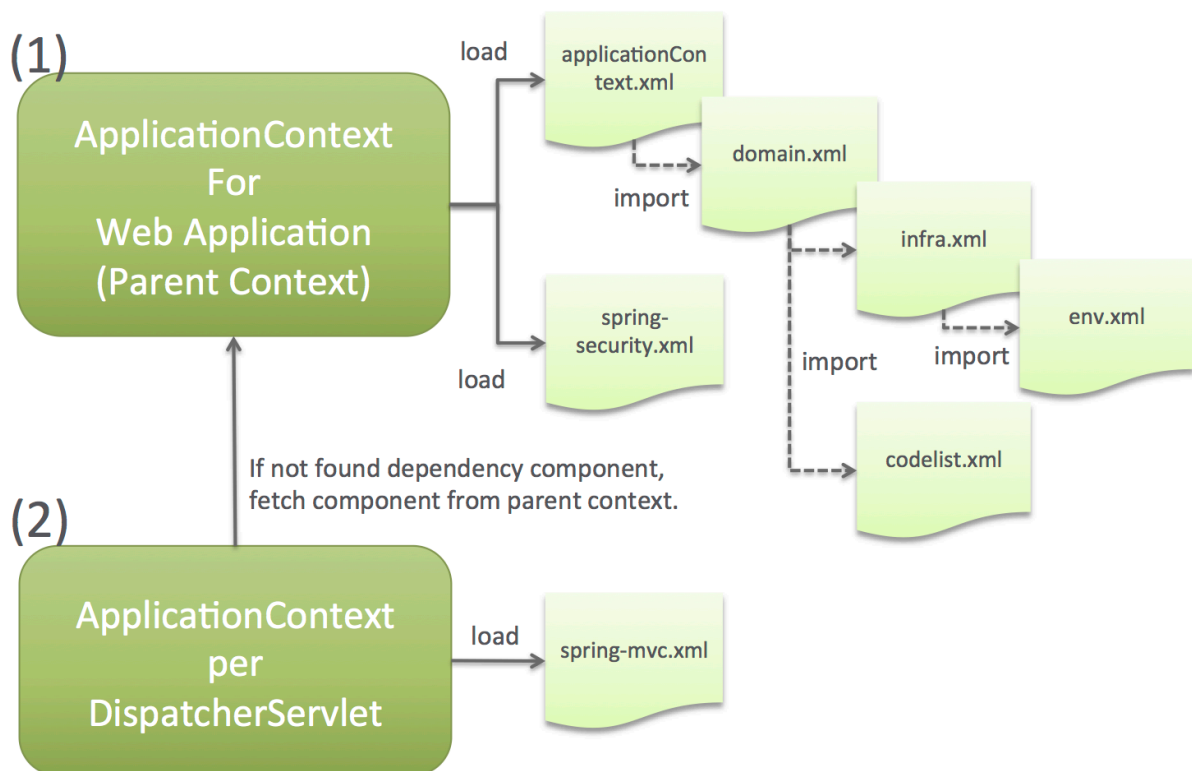 (1)
ApplicationContext
For
Web Application
(Parent Context)
load
applicationCon
text.xml
import
domain.xml
infra.xml
import
env.xml
import
codelist.xml
load
spring-
security.xml
If not found dependency component,
fetch component from parent context.
(2)
ApplicationContext
per
DispatcherServlet
load
spring-mvc.xml